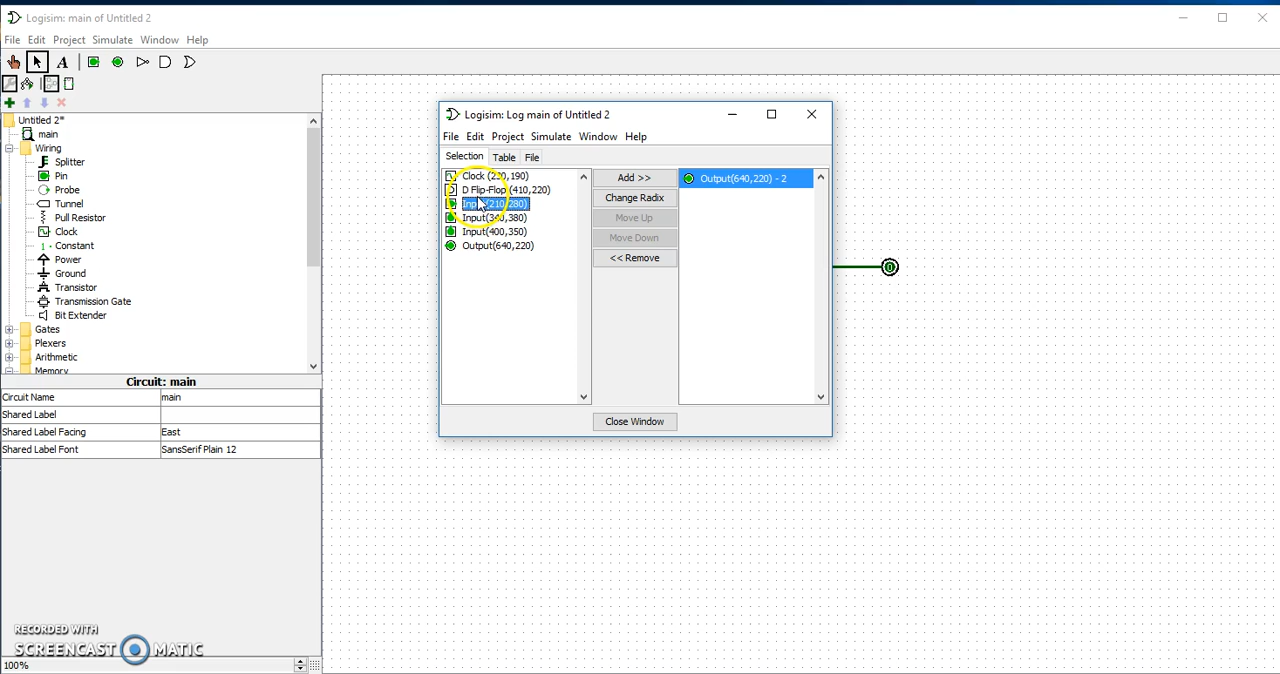 Logisim: main of Untitled 2
File Edit Project Simulate Window Help
A
Untitled 2*
main
Wiring
Splitter
Pin
Probe
Tunnel
Pull Resistor
Clock
1 Constant
Power
Ground
Transistor
Transmission Gate
Bit Extender
Gates
Plexers
Arithmetic
Memory
Circuit: main
Circuit Name main
Shared Label
Shared Label Facing East
Shared Label Font SansSerif Plain 12
RECORDED WITH
SCREENCAST MATIC
100%
Logisim: Log main of Untitled 2
File Edit Project Simulate Window Help
Selection Table File
D Flip-Flop (410,220)
Input(210,280)
Input(400,350)
Output(640,220)
Add >>
Change Radix
Move Up
Move Down
<< Remove
Output(640,220) - 2
Close Window
0